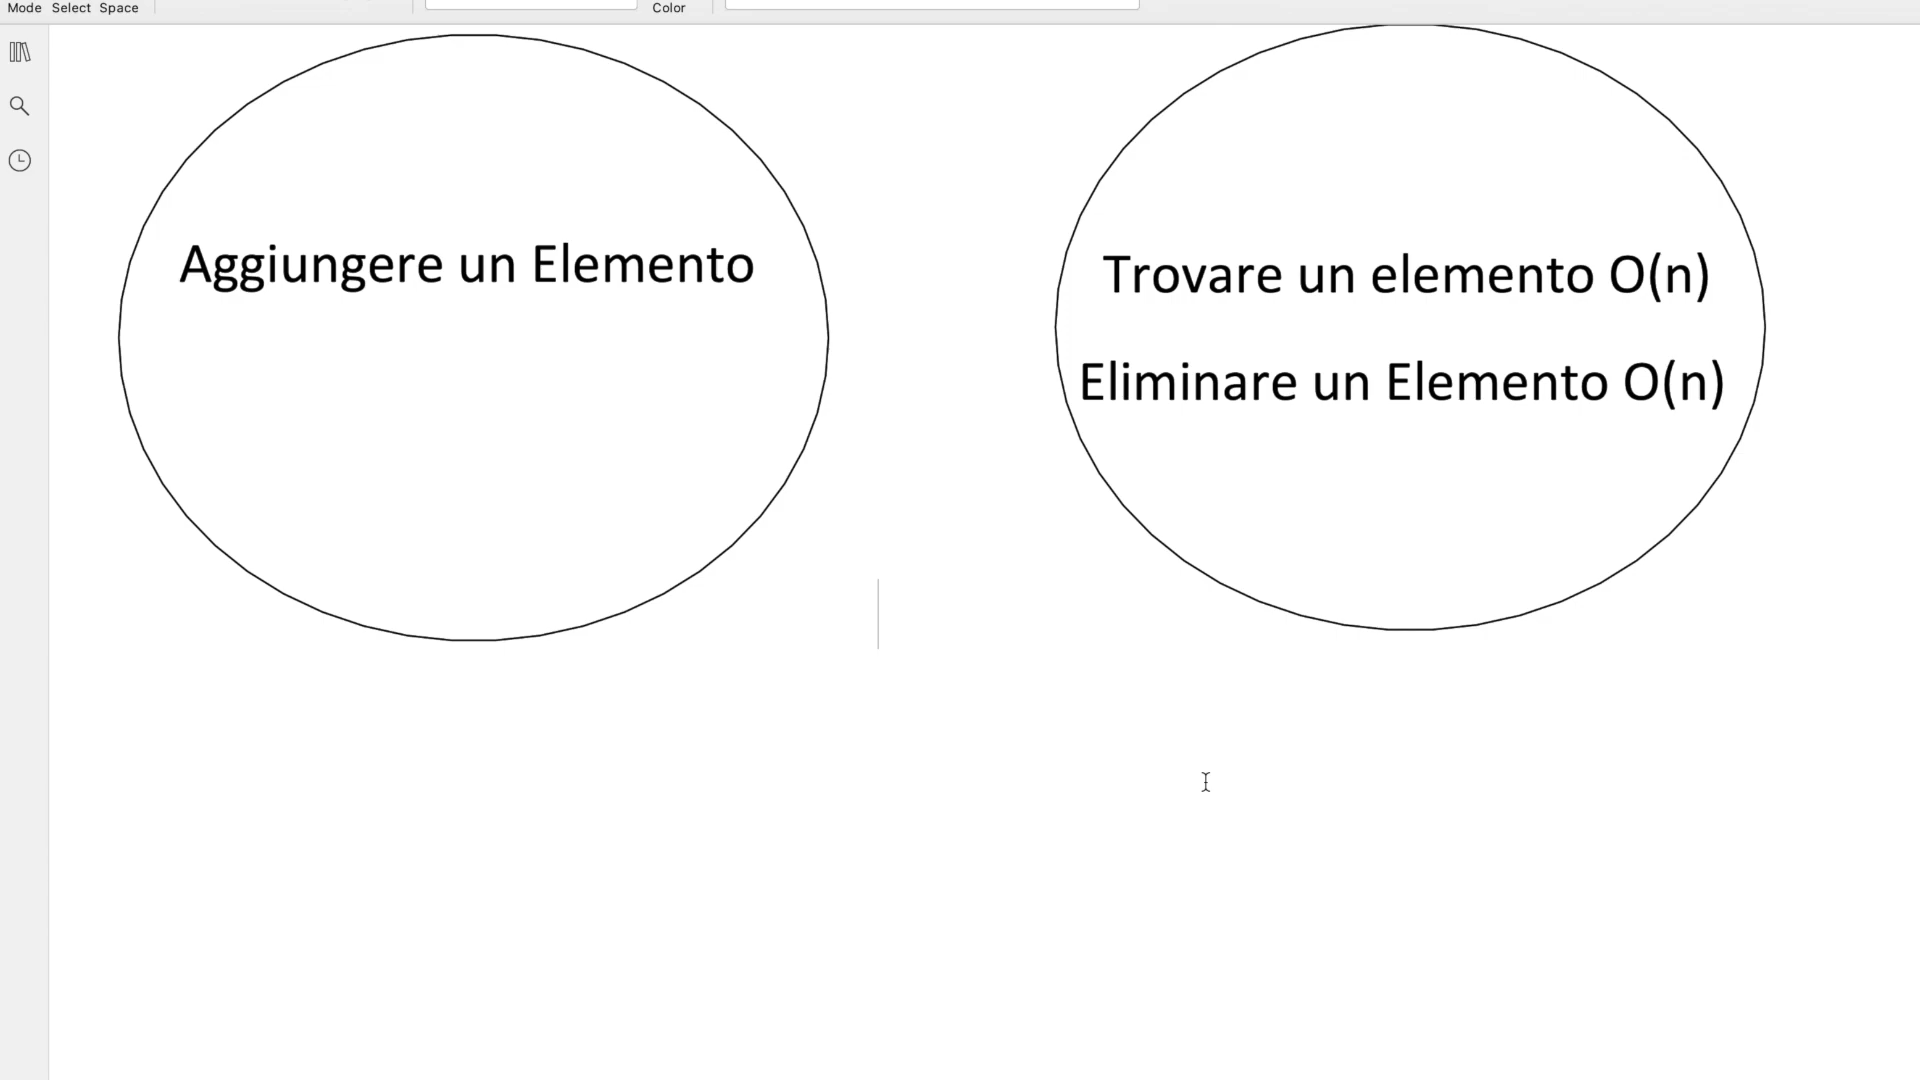 Mode Select Space
Color
Aggiungere un Elemento
Trovare un elemento O(n)
Eliminare un Elemento O(n)